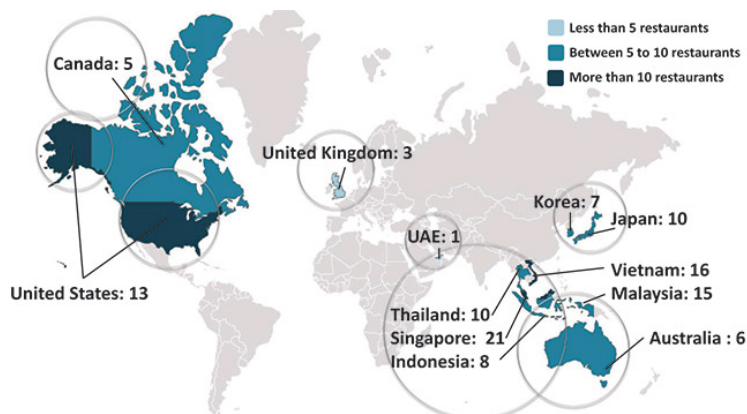 Less than 5 restaurants
Between 5 to 10 restaurants
More than 10 restaurants
Canada: 5
United Kingdom: 3
Korea: 7
Japan: 10
UAE: 1
Vietnam: 16
United States: 13
Malaysia: 15
Thailand: 10
Singapore: 21
Australia : 6
Indonesia: 8